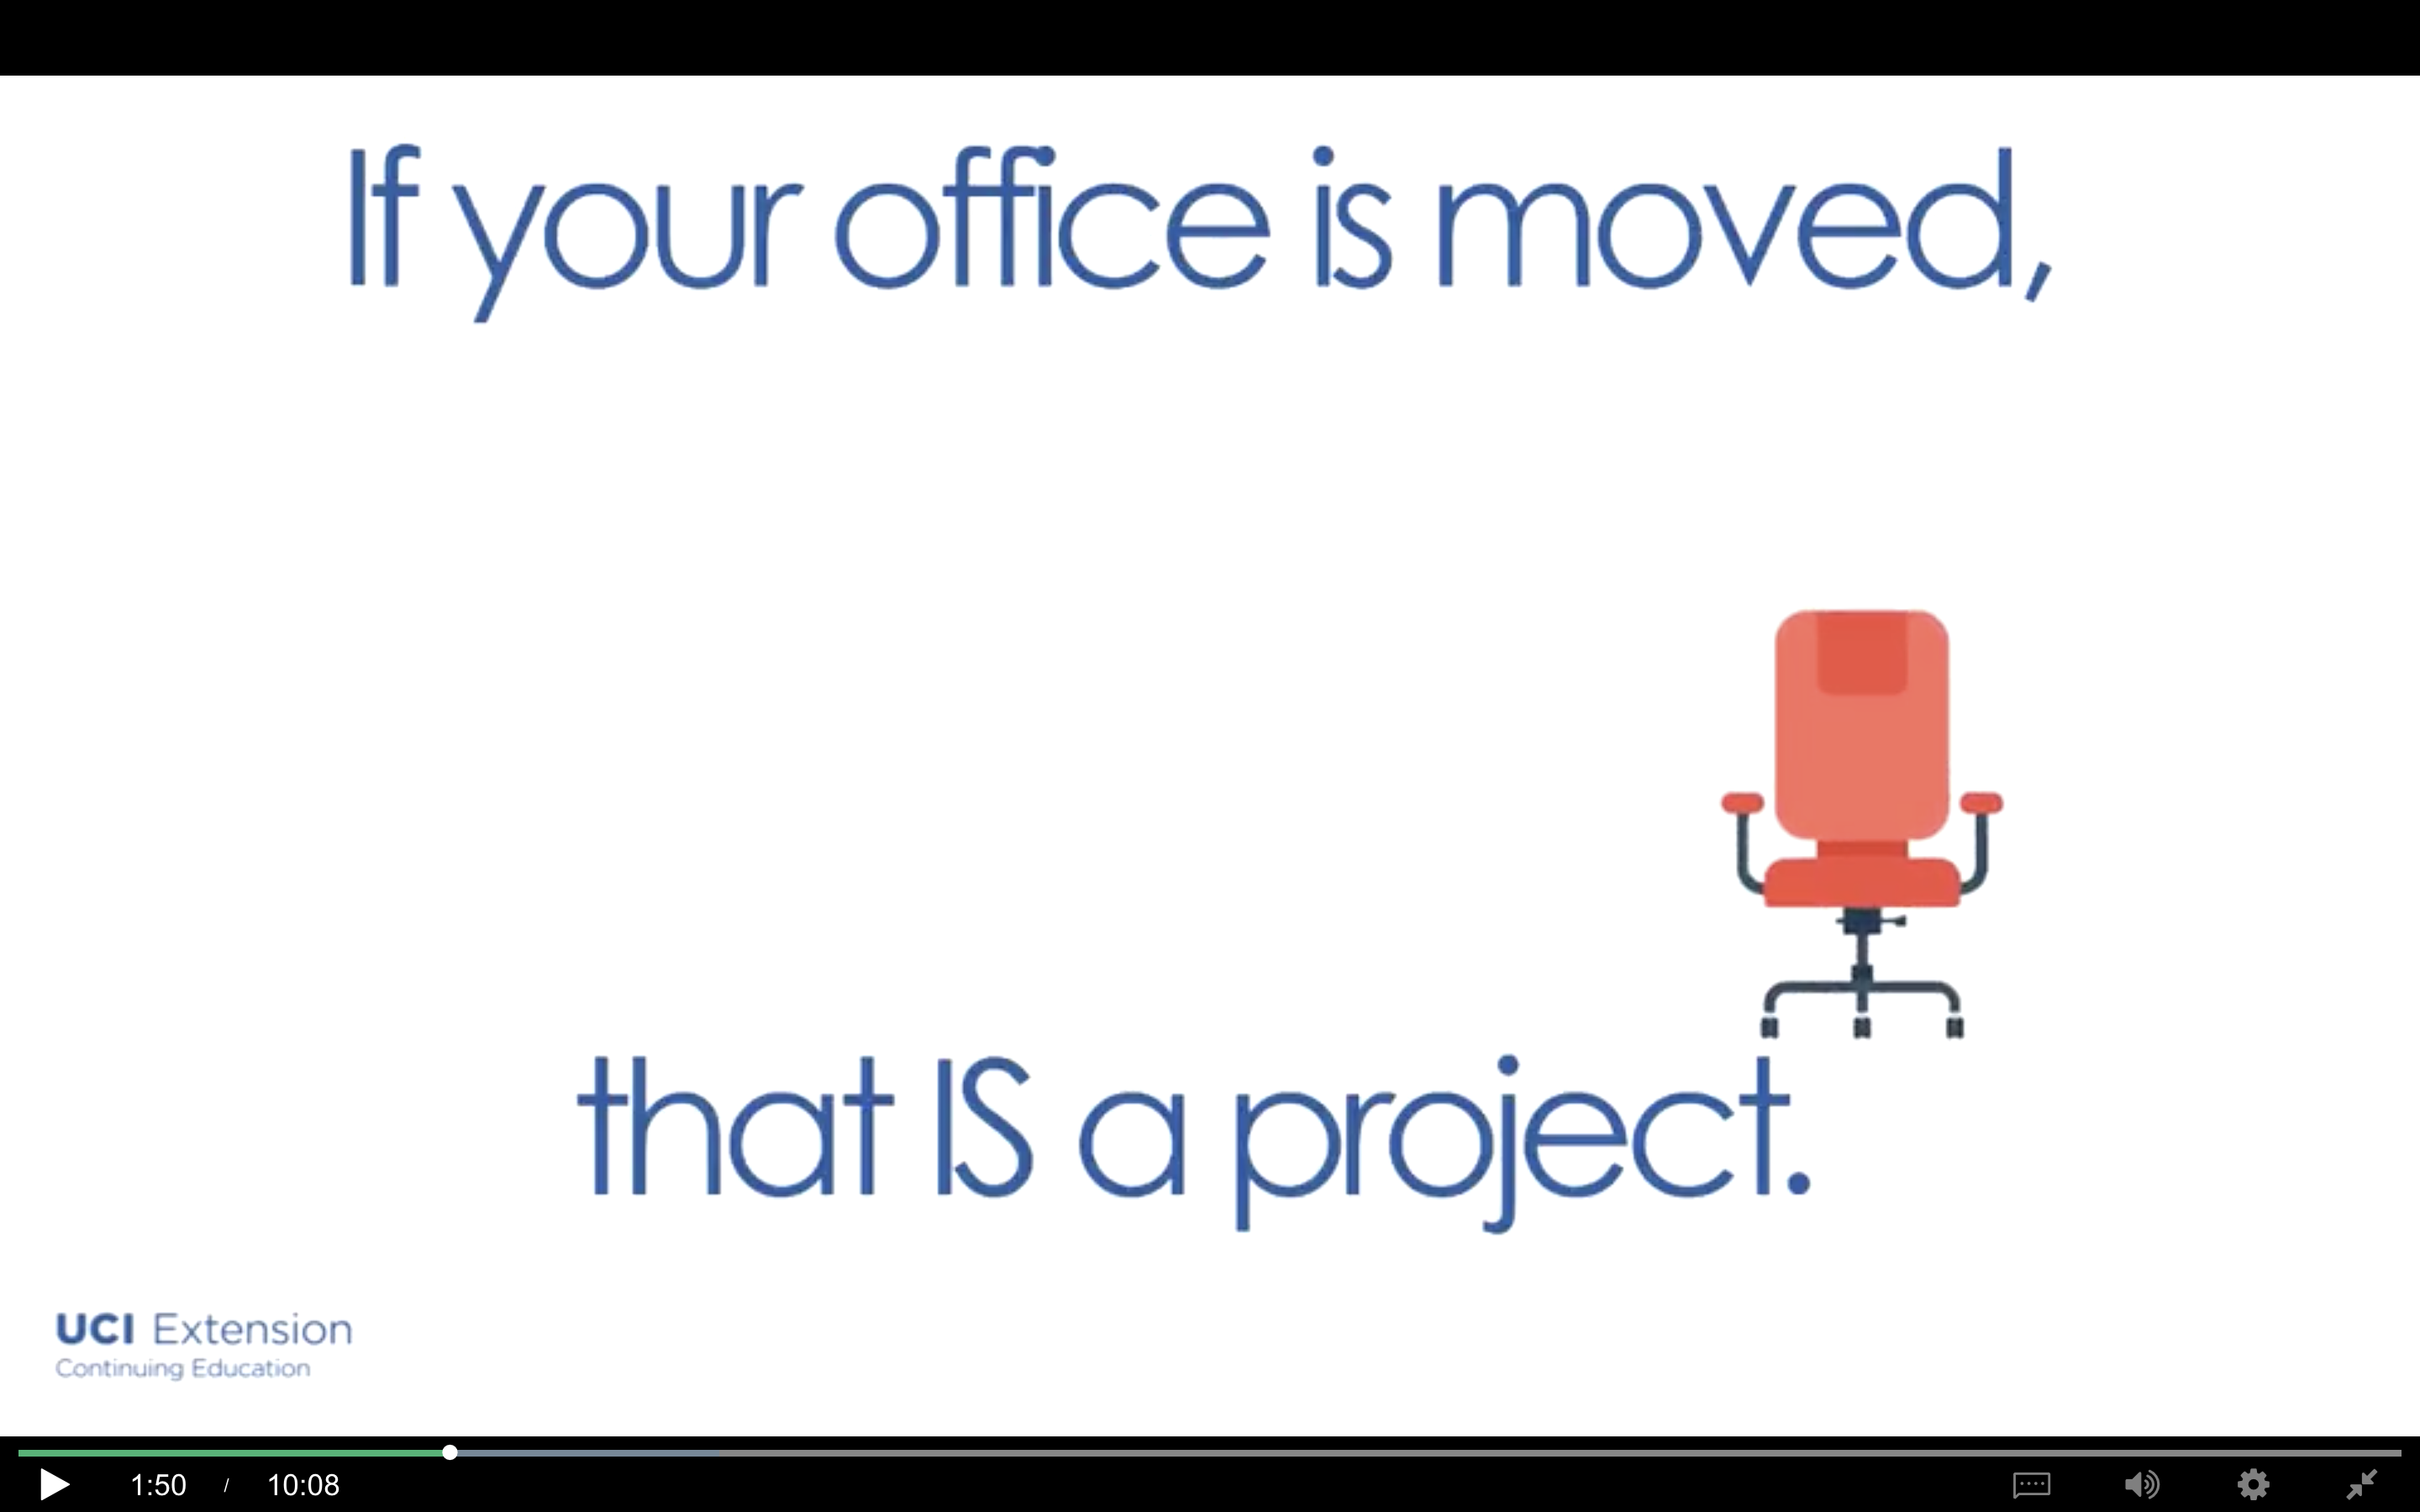 If your office is moved,
that IS a project.
UCI Extension
Continuing Education
1:50 / 10:08